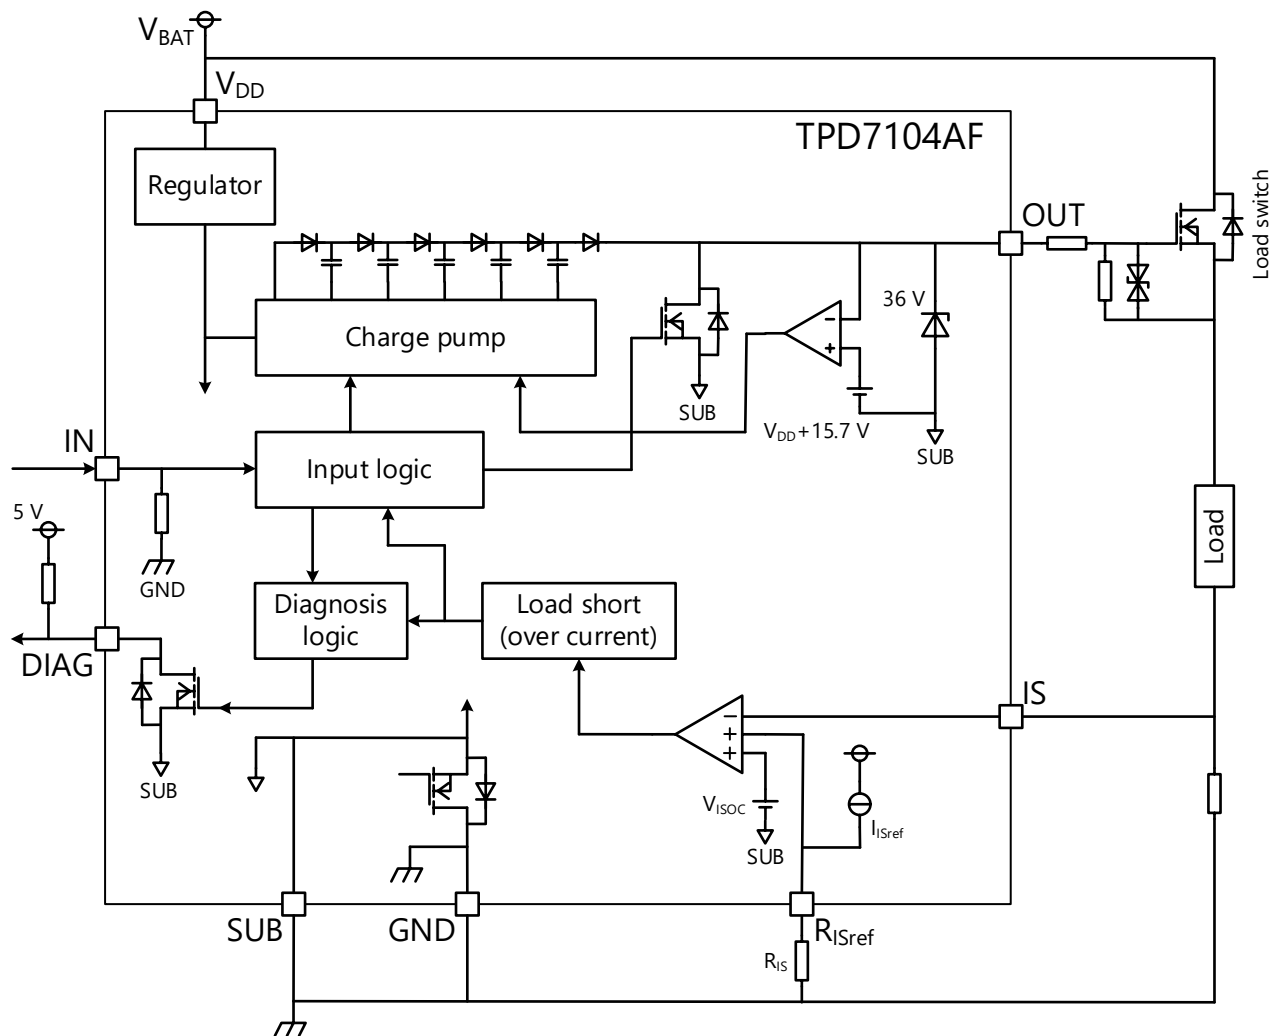 VBAT
VDD
TPD7104AF
Regulator
OUT
Load switch
36 V
Charge pump
SUB
VDD+15.7 V
SUB
IN
Input logic
5 V
GND
Load
Diagnosis
logic
Load short
(over current)
DIAG
IS
SUB
VISOC
IISref
SUB
SUB
GND
RISref
RIS